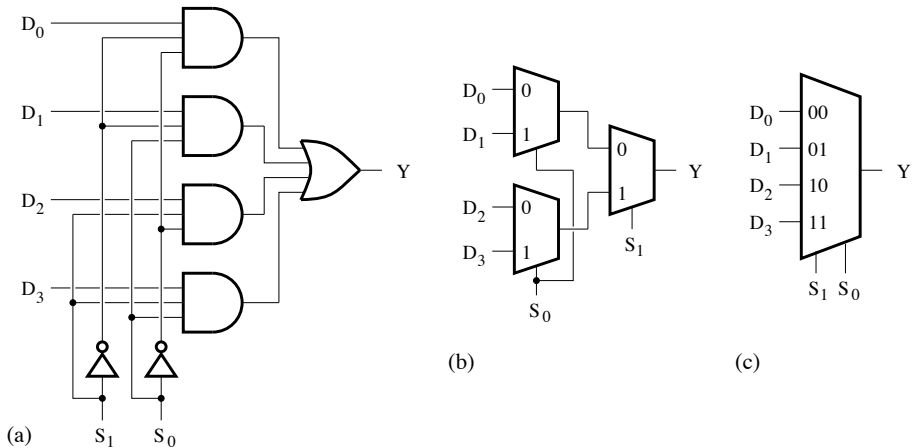 D0
D1
D2
D3
S1 S0
Y
(a)
D0 0
D1 1
D2 0
D3 1
S0
0
1
S1
Y
(b)
D0 00
D1 01
D2 10
D3 11
S1 S0
Y
(c)